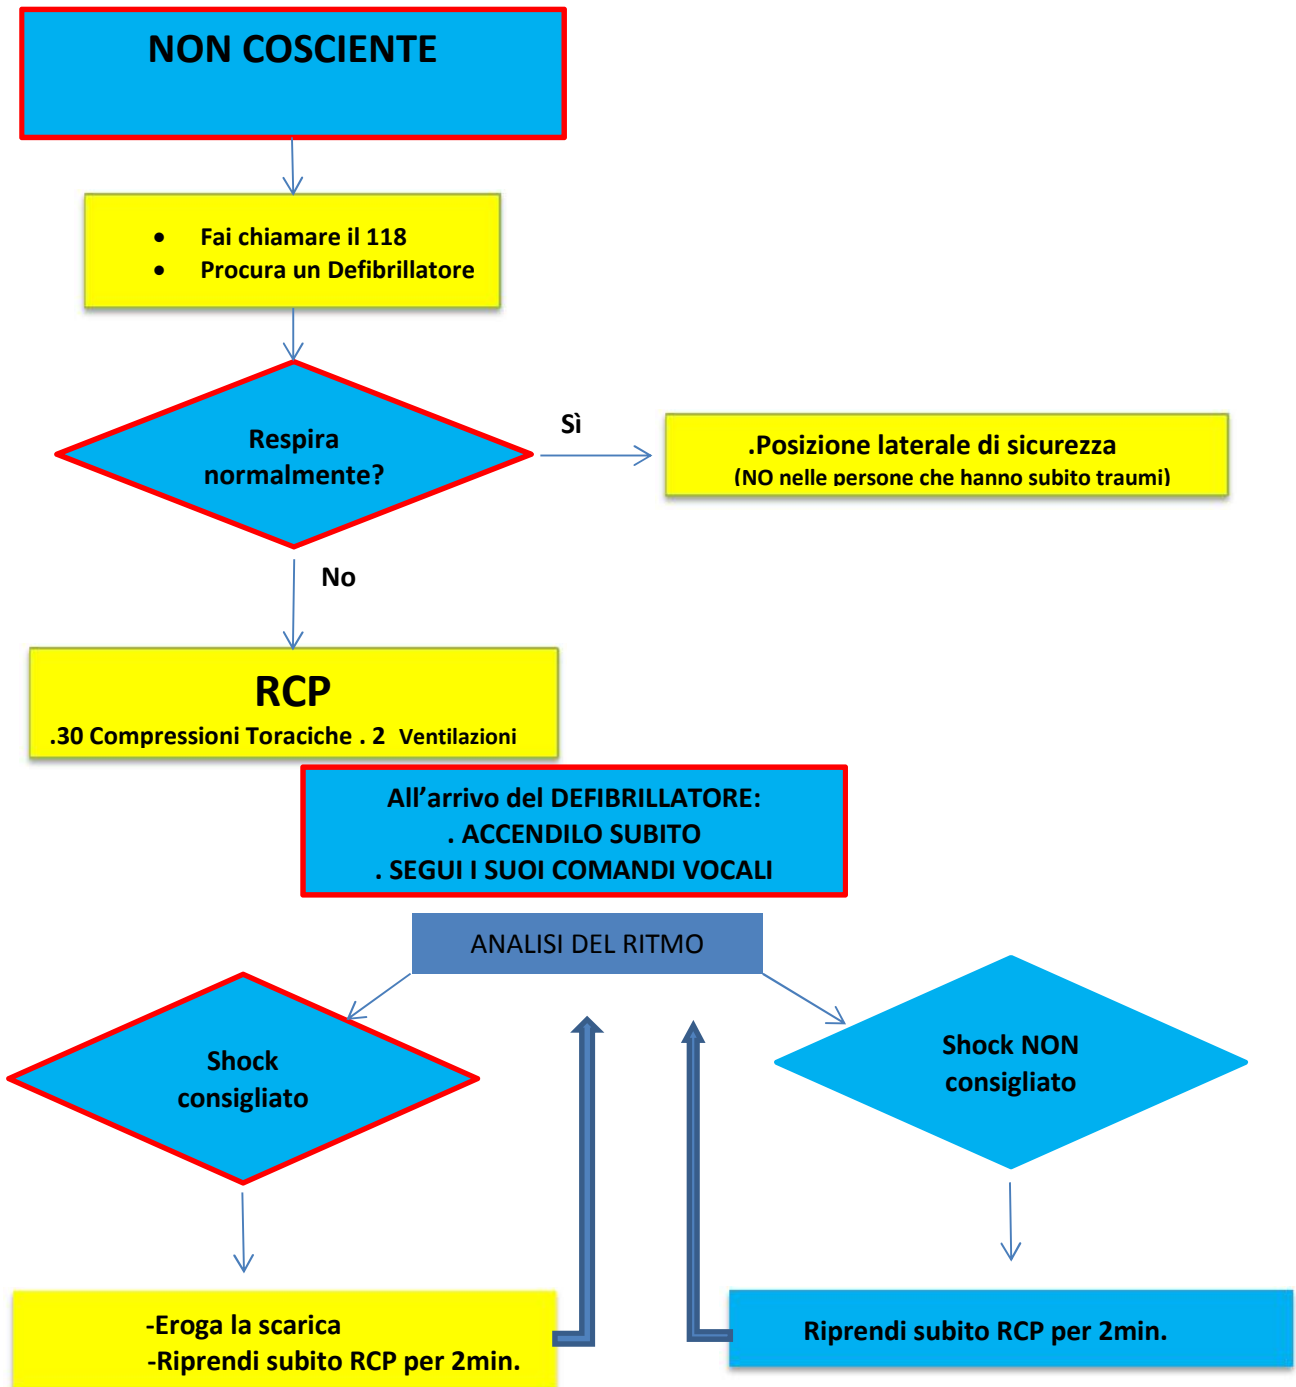 NON COSCIENTE
• Fai chiamare il 118
• Procura un Defibrillatore
Respira
normalmente?
Sì
.Posizione laterale di sicurezza
(NO nelle persone che hanno subito traumi)
No
RCP
.30 Compressioni Toraciche . 2 Ventilazioni
All’arrivo del DEFIBRILLATORE:
. ACCENDILO SUBITO
. SEGUI I SUOI COMANDI VOCALI
ANALISI DEL RITMO
Shock
consigliato
Shock NON
consigliato
-Eroga la scarica
-Riprendi subito RCP per 2min.
Riprendi subito RCP per 2min.